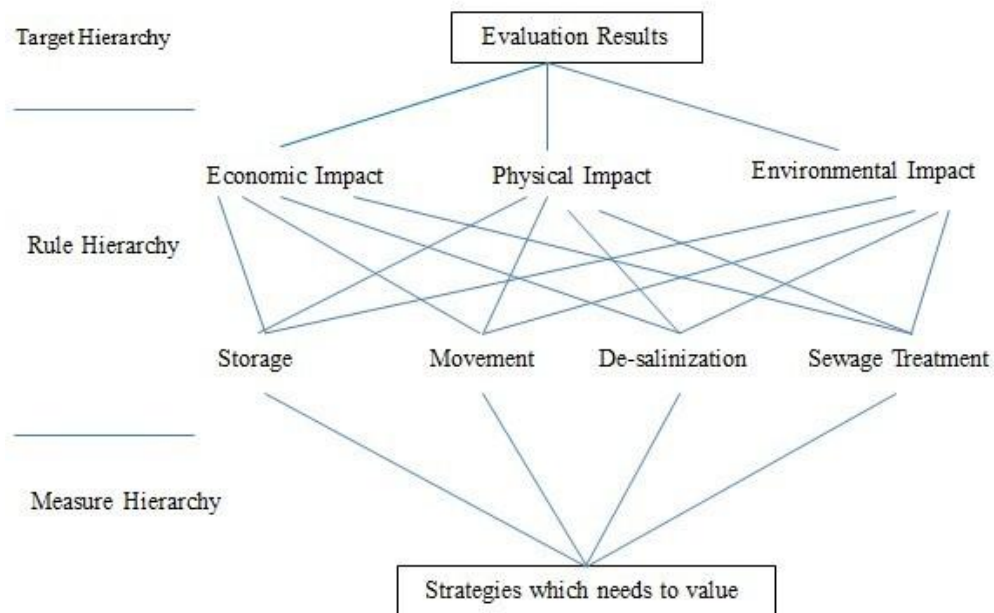 Target Hierarchy
Evaluation Results
Economic Impact
Physical Impact
Environmental Impact
Rule Hierarchy
Storage
Movement
De-salinization
Sewage Treatment
Measure Hierarchy
Strategies which needs to value